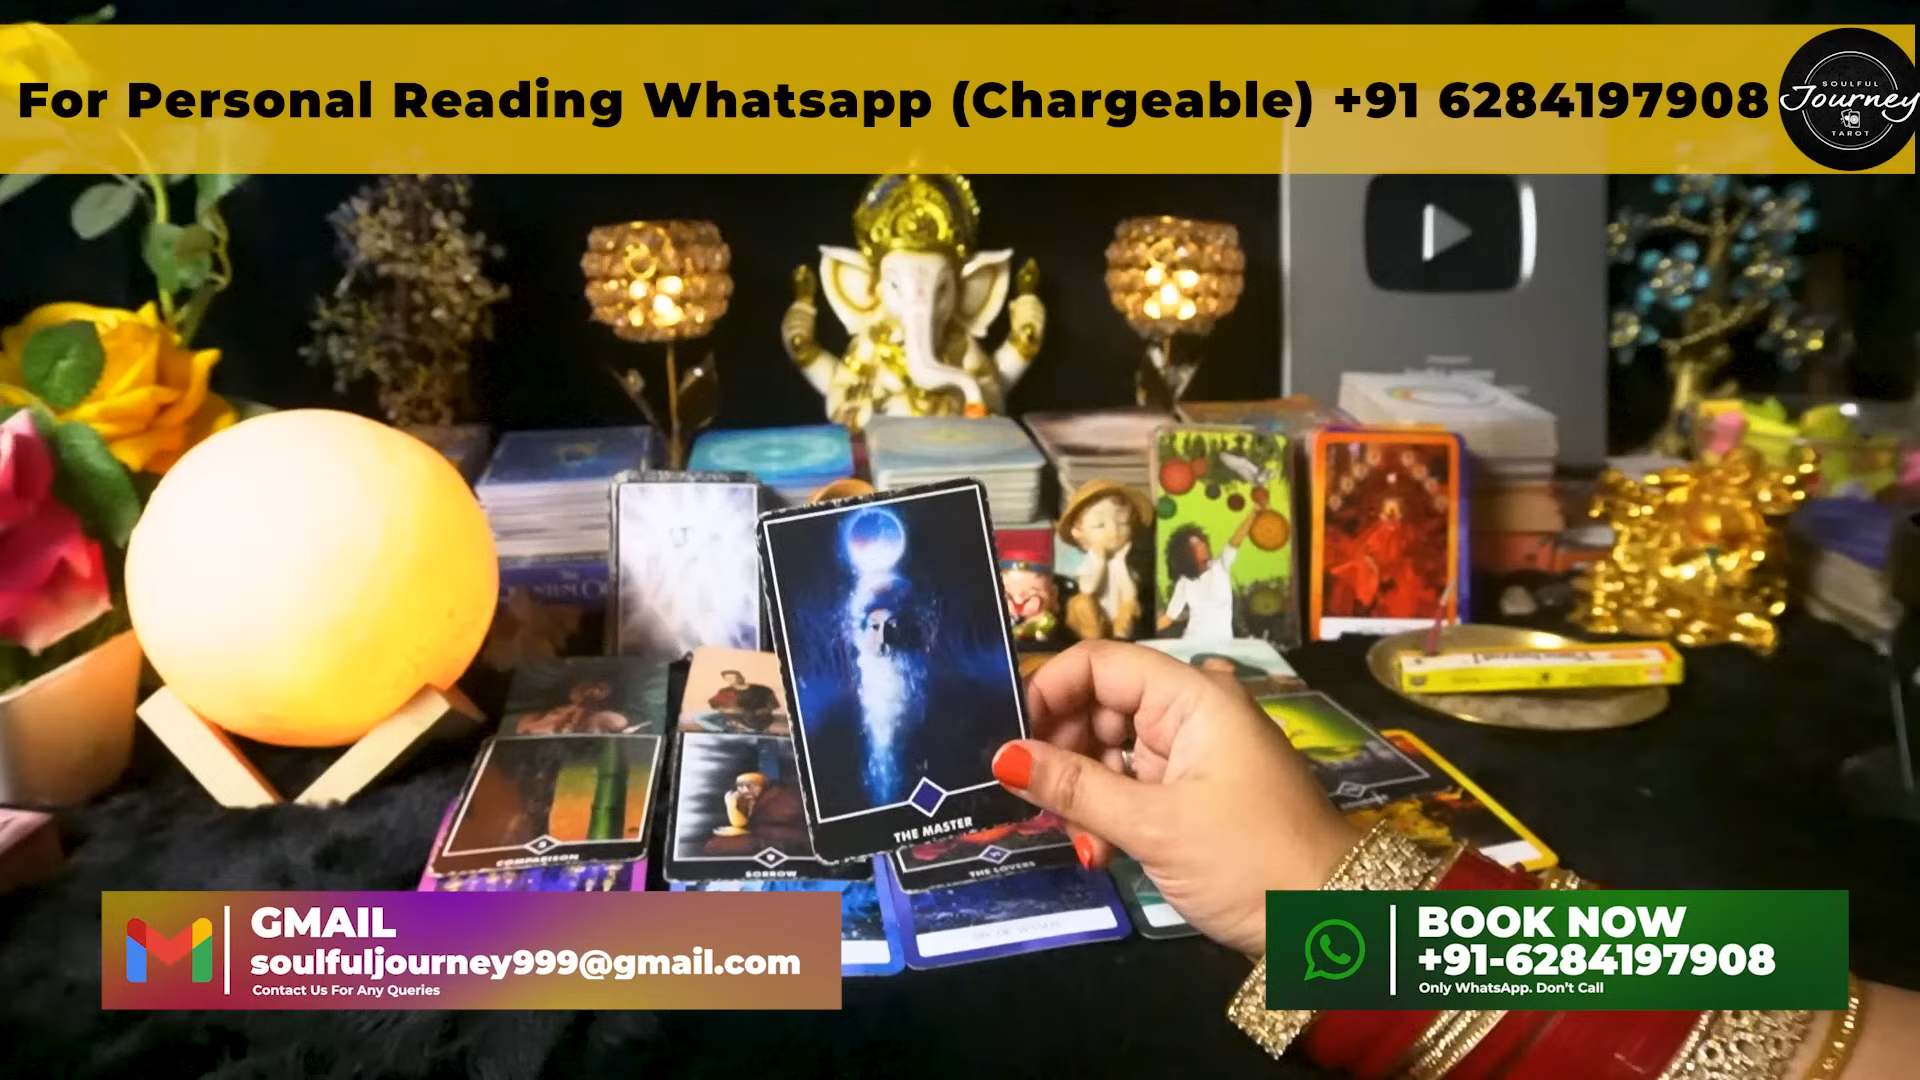 For Personal Reading Whatsapp (Chargeable) +91 6284197908
SOULFUL
Journey
TAROT
THE MASTER
COMPARISON
SORROW
THE LOVERS
GMAIL
soulfuljourney999@gmail.com
Contact Us For Any Queries
BOOK NOW
+91-6284197908
Only WhatsApp. Don't Call